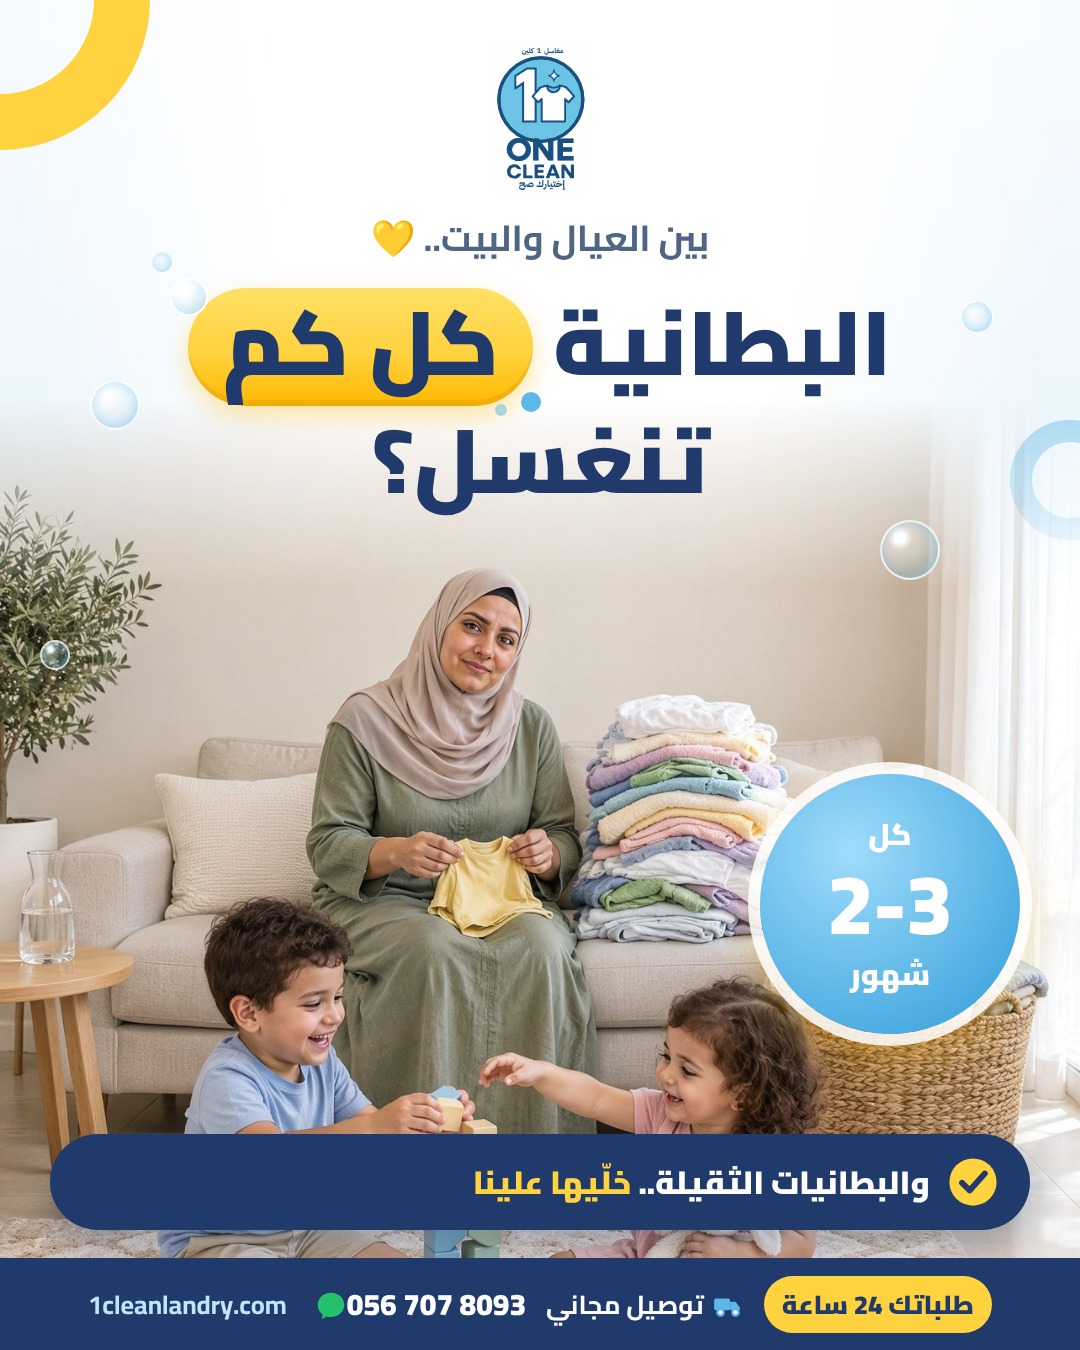 مغاسل 1 كلين
1
ONE
CLEAN
إختيارك صح
بين العيال والبيت.. 💛
البطانية كل كم
تنغسل؟
كل
2-3
شهور
والبطانيات الثقيلة.. خلّيها علينا
طلباتك 24 ساعة
توصيل مجاني
056 707 8093
1cleanlandry.com